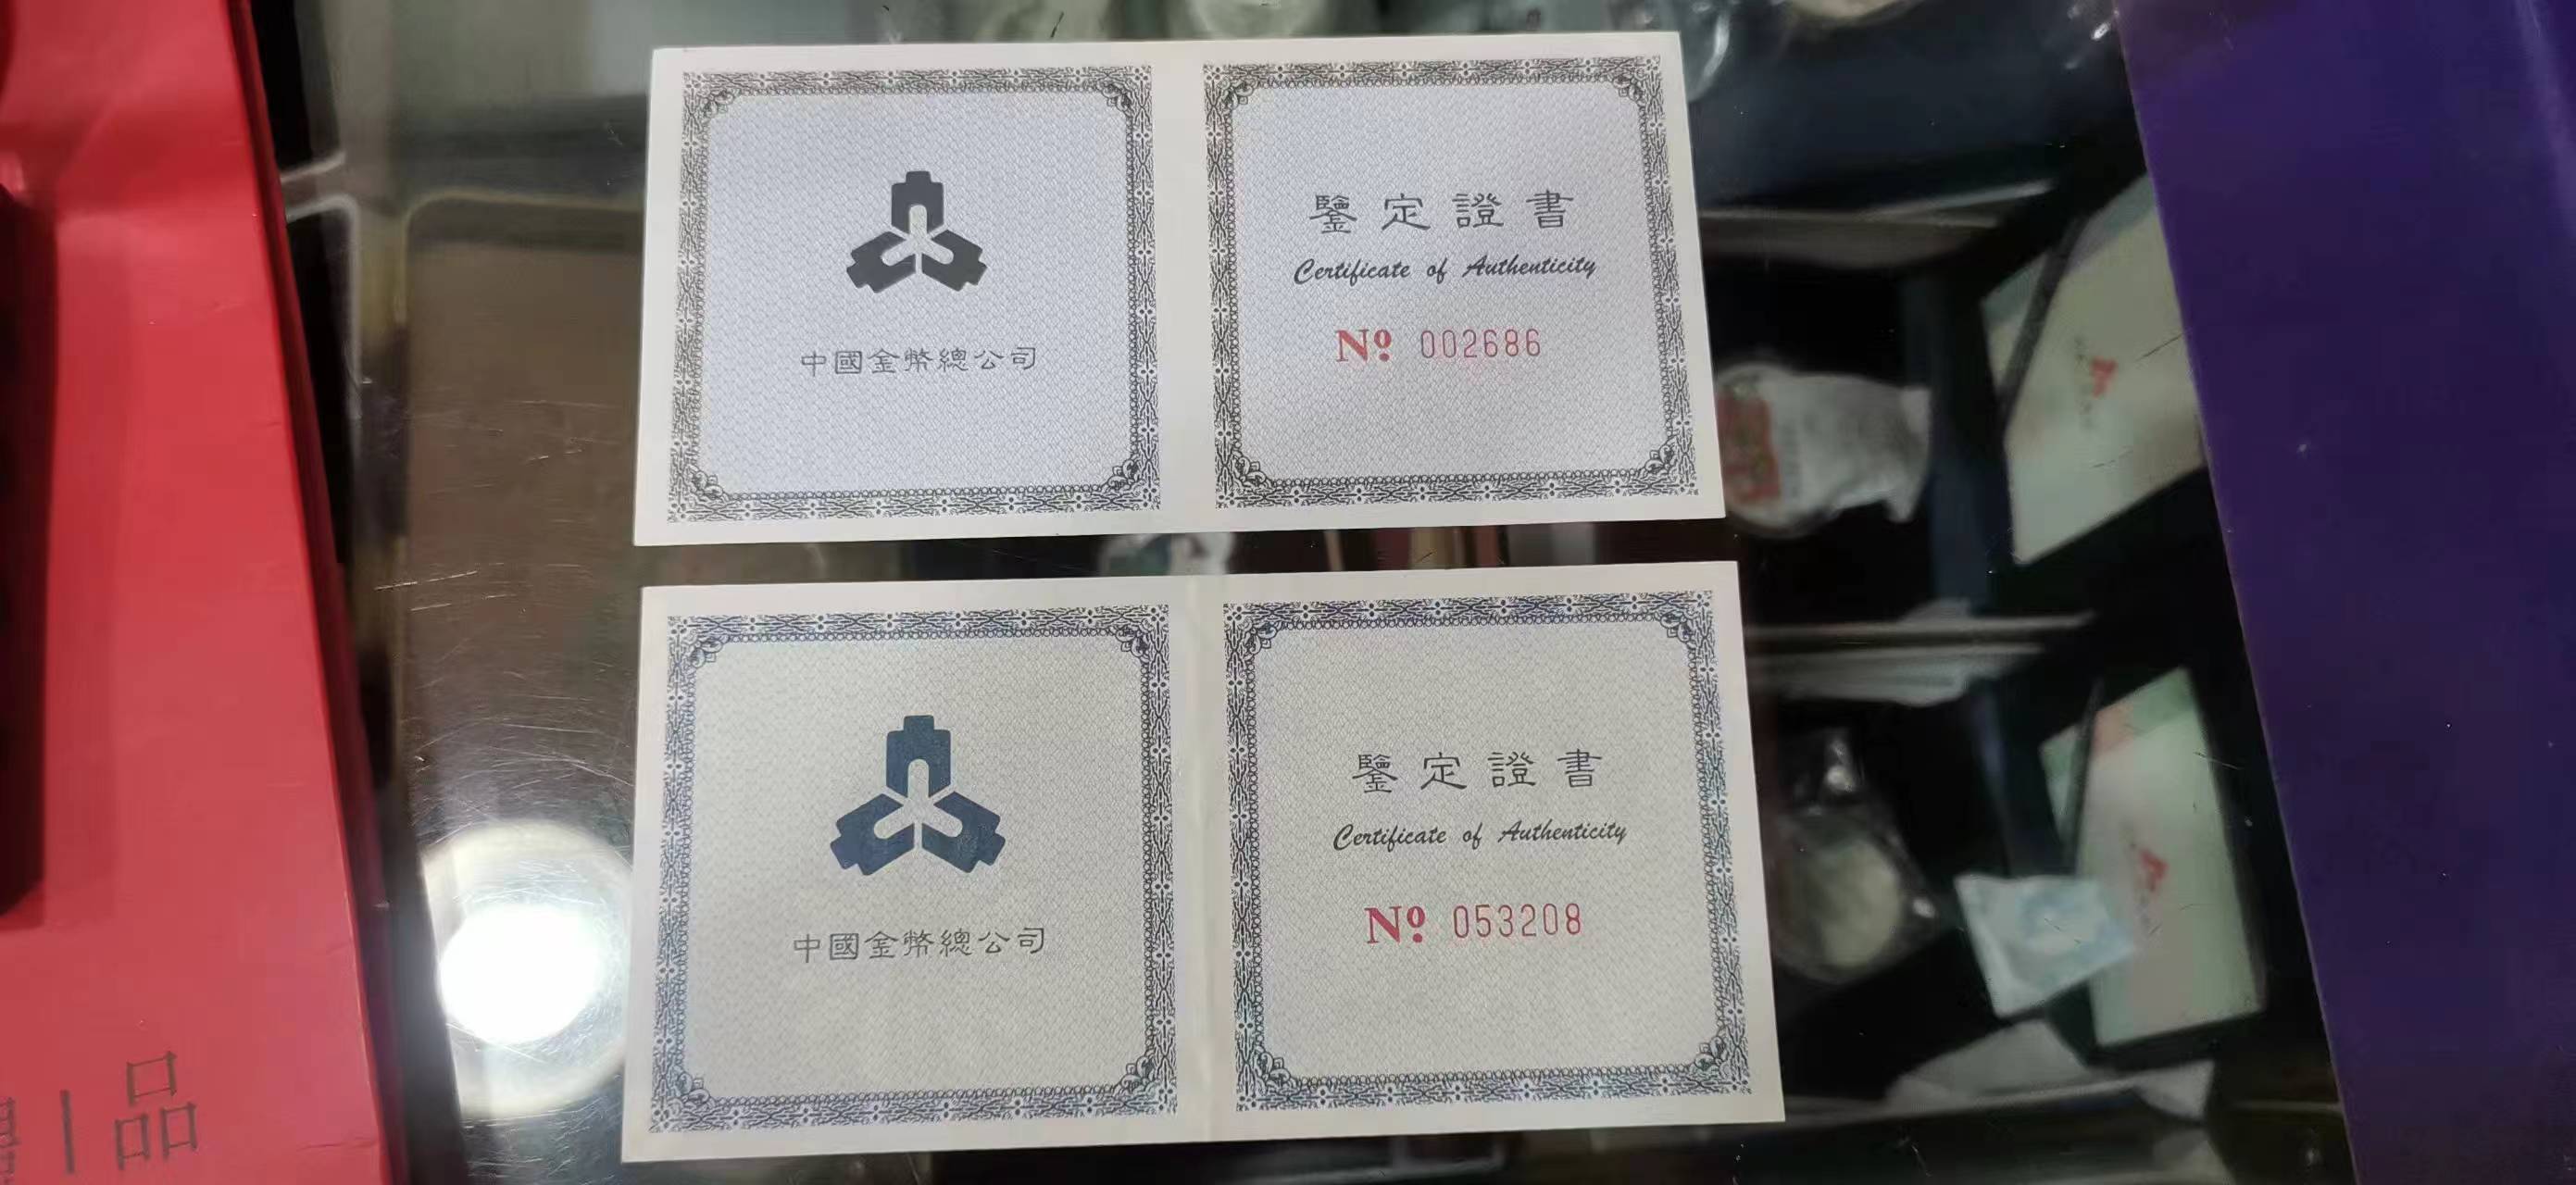 中國金幣總公司
鑒定證書
Certificate of Authenticity
Nº 002686
中國金幣總公司
鑒定證書
Certificate of Authenticity
Nº 053208
品